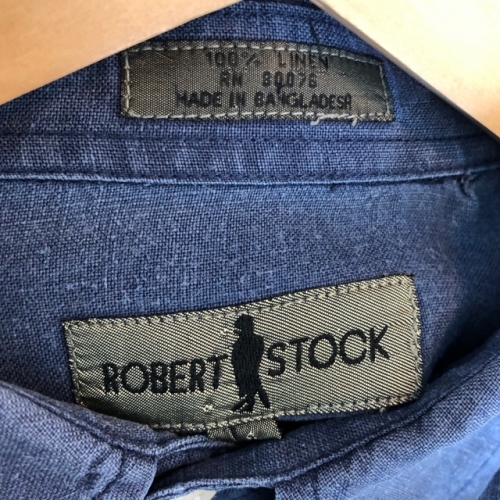 100% LINEN
RN 80076
MADE IN BANGLADESH
ROBERT STOCK